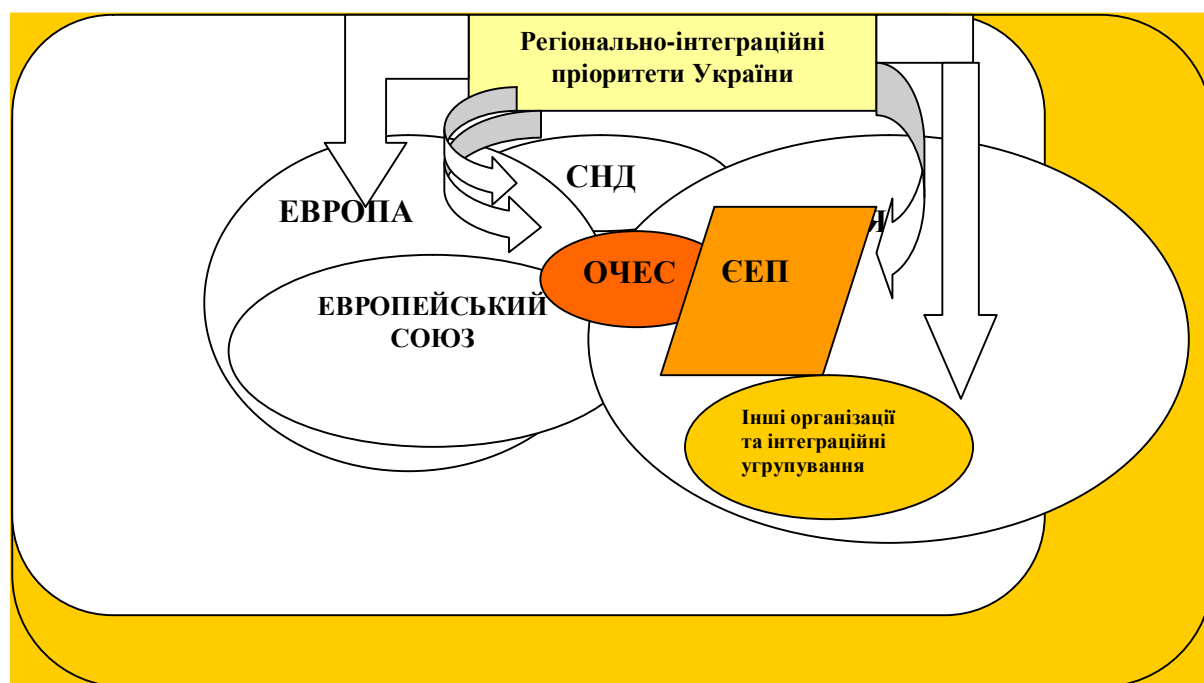 Регіонально-інтеграційні
пріоритети України
СНД
ЕВРОПА
ОЧЕС
ЄЕП
ЕВРОПЕЙСЬКИЙ
СОЮЗ
Інші організації
та інтеграційні
угрупування